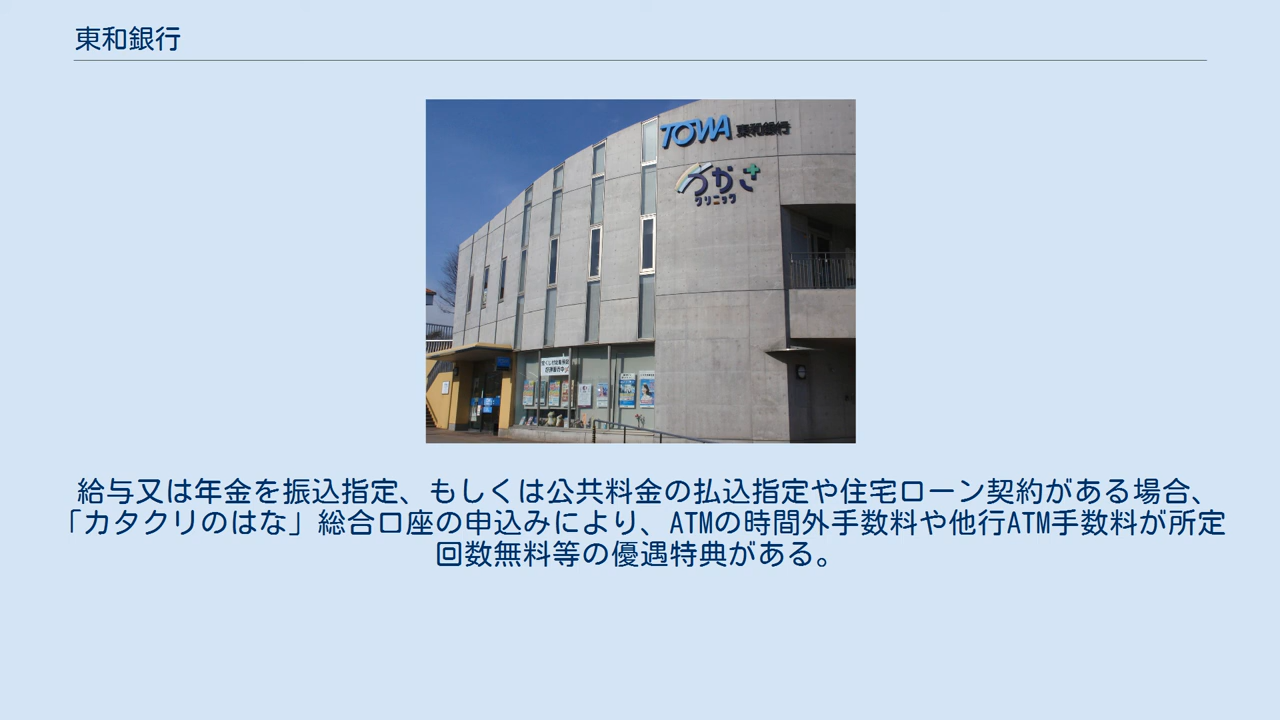 東和銀行
TOWA 東和銀行
つかさ
クリニック
給与又は年金を振込指定、もしくは公共料金の払込指定や住宅ローン契約がある場合、
「カタクリのはな」総合口座の申込みにより、ATMの時間外手数料や他行ATM手数料が所定
回数無料等の優遇特典がある。